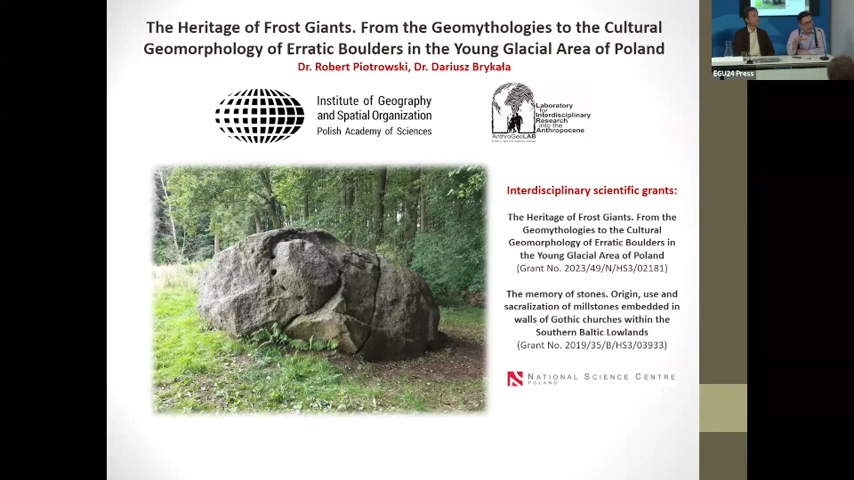 The Heritage of Frost Giants. From the Geomythologies to the Cultural
Geomorphology of Erratic Boulders in the Young Glacial Area of Poland
Dr. Robert Piotrowski, Dr. Dariusz Brykała
EGU24 Press
Institute of Geography
and Spatial Organization
Polish Academy of Sciences
Laboratory
for
Interdisciplinary
Research
into the
Anthropocene
AnthroGeoLAB
Interdisciplinary scientific grants:
The Heritage of Frost Giants. From the
Geomythologies to the Cultural
Geomorphology of Erratic Boulders in
the Young Glacial Area of Poland
(Grant No. 2023/49/N/HS3/02181)
The memory of stones. Origin, use and
sacralization of millstones embedded in
walls of Gothic churches within the
Southern Baltic Lowlands
(Grant No. 2019/35/B/HS3/03933)
NATIONAL SCIENCE CENTRE
POLAND